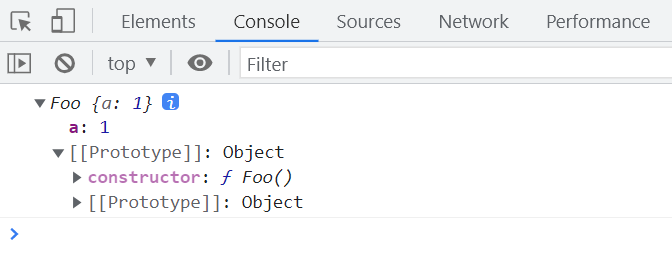 Elements Console Sources Network Performance
top ▼ Filter
▼Foo {a: 1} i
a: 1
▼[[Prototype]]: Object
▶constructor: ƒ Foo()
▶[[Prototype]]: Object
>